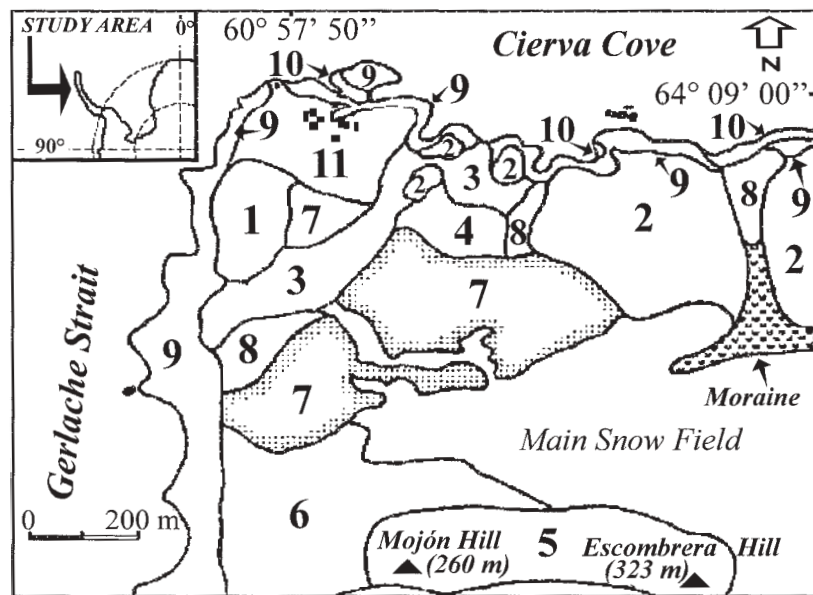 STUDY AREA
0°
90°
60° 57' 50''
Cierva Cove
N
64° 09' 00''
10
9
9
10
10
9
11
2
2
3
9
8
9
2
1
7
2
4
8
2
3
7
9
8
7
Moraine
Gerlache Strait
Main Snow Field
0 200 m
6
5
Mojón Hill
(260 m)
Escombrera Hill
(323 m)